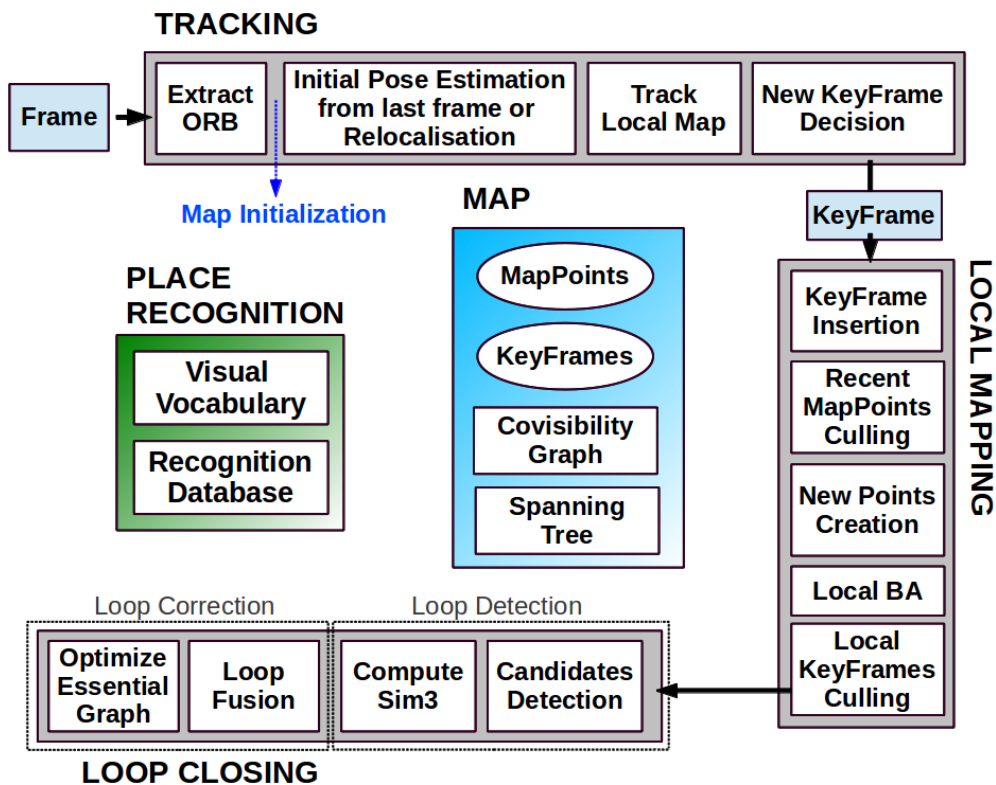 TRACKING
Frame
Extract
ORB
Initial Pose Estimation
from last frame or
Relocalisation
Track
Local Map
New KeyFrame
Decision
Map Initialization
MAP
KeyFrame
PLACE
RECOGNITION
Visual
Vocabulary
Recognition
Database
MapPoints
KeyFrames
Covisibility
Graph
Spanning
Tree
LOCAL MAPPING
KeyFrame
Insertion
Recent
MapPoints
Culling
New Points
Creation
Local BA
Local
KeyFrames
Culling
Loop Correction
Loop Detection
Optimize
Essential
Graph
Loop
Fusion
Compute
Sim3
Candidates
Detection
LOOP CLOSING